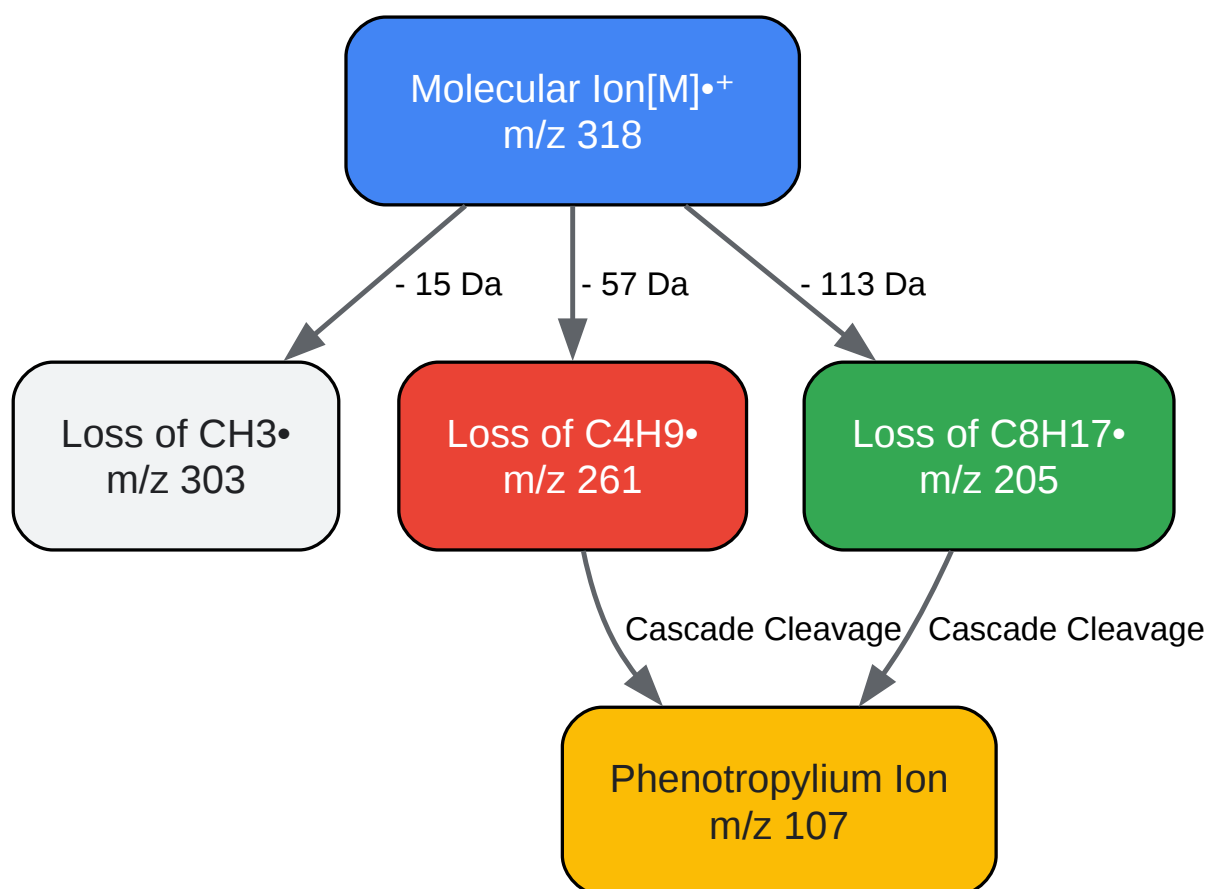 Molecular Ion[M]•⁺
m/z 318
- 15 Da
- 57 Da
- 113 Da
Loss of CH3•
m/z 303
Loss of C4H9•
m/z 261
Loss of C8H17•
m/z 205
Cascade Cleavage
Cascade Cleavage
Phenotropylium Ion
m/z 107